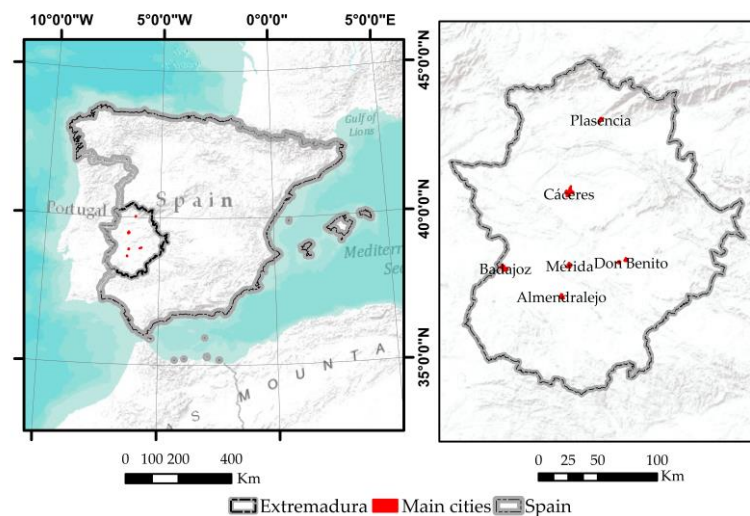 10°0'0"W 5°0'0"W 0°0'0" 5°0'0"E
45°0'0"N
40°0'0"N
35°0'0"N
Gulf of
Lions
Portugal
Spain
Mediter
Sea
AS MOUNTA
0 100 200 400
Km
Plasencia
Cáceres
Badajoz
Mérida
Don Benito
Almendralejo
0 25 50 100
Km
Extremadura Main cities Spain